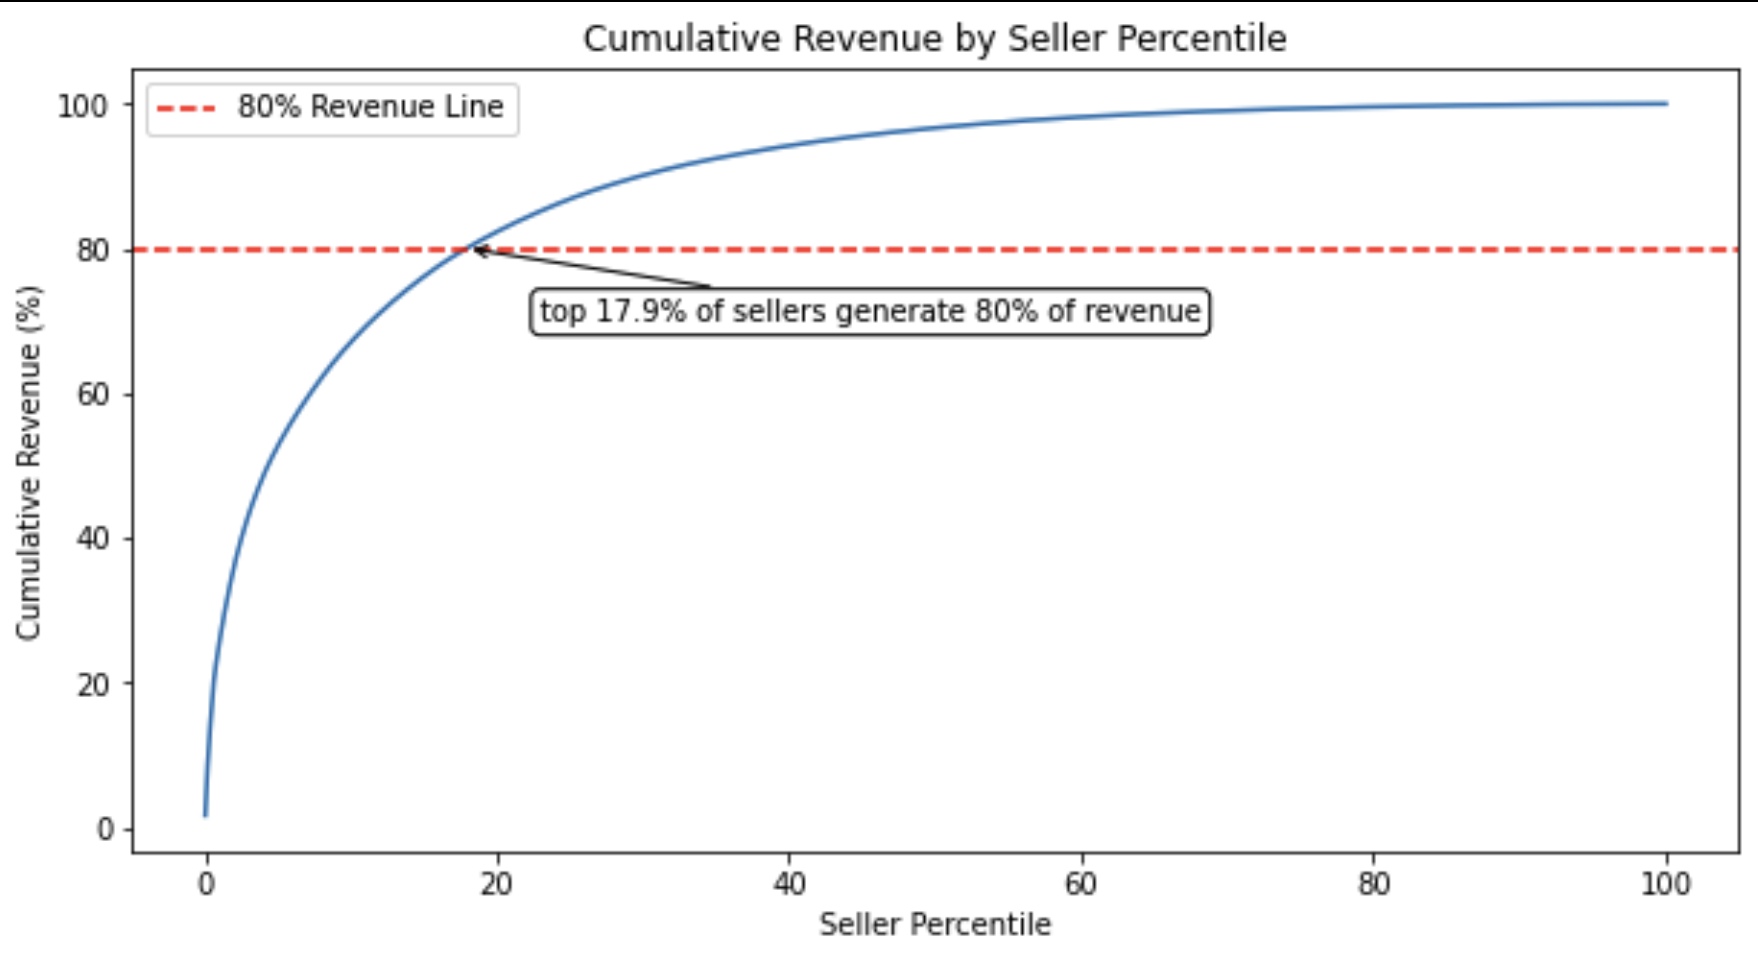 Cumulative Revenue by Seller Percentile
80% Revenue Line
100
80
60
40
20
0
Cumulative Revenue (%)
top 17.9% of sellers generate 80% of revenue
0 20 40 60 80 100
Seller Percentile